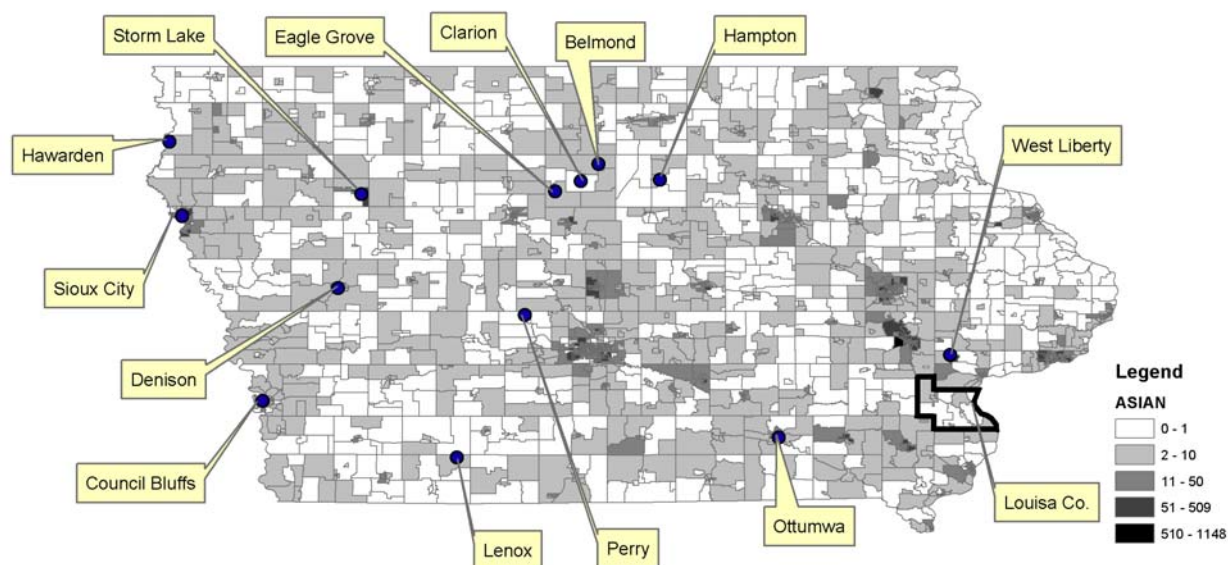 Storm Lake
Eagle Grove
Clarion
Belmond
Hampton
Hawarden
West Liberty
Sioux City
Denison
Council Bluffs
Lenox
Perry
Ottumwa
Louisa Co.
Legend
ASIAN
0 - 1
2 - 10
11 - 50
51 - 509
510 - 1148